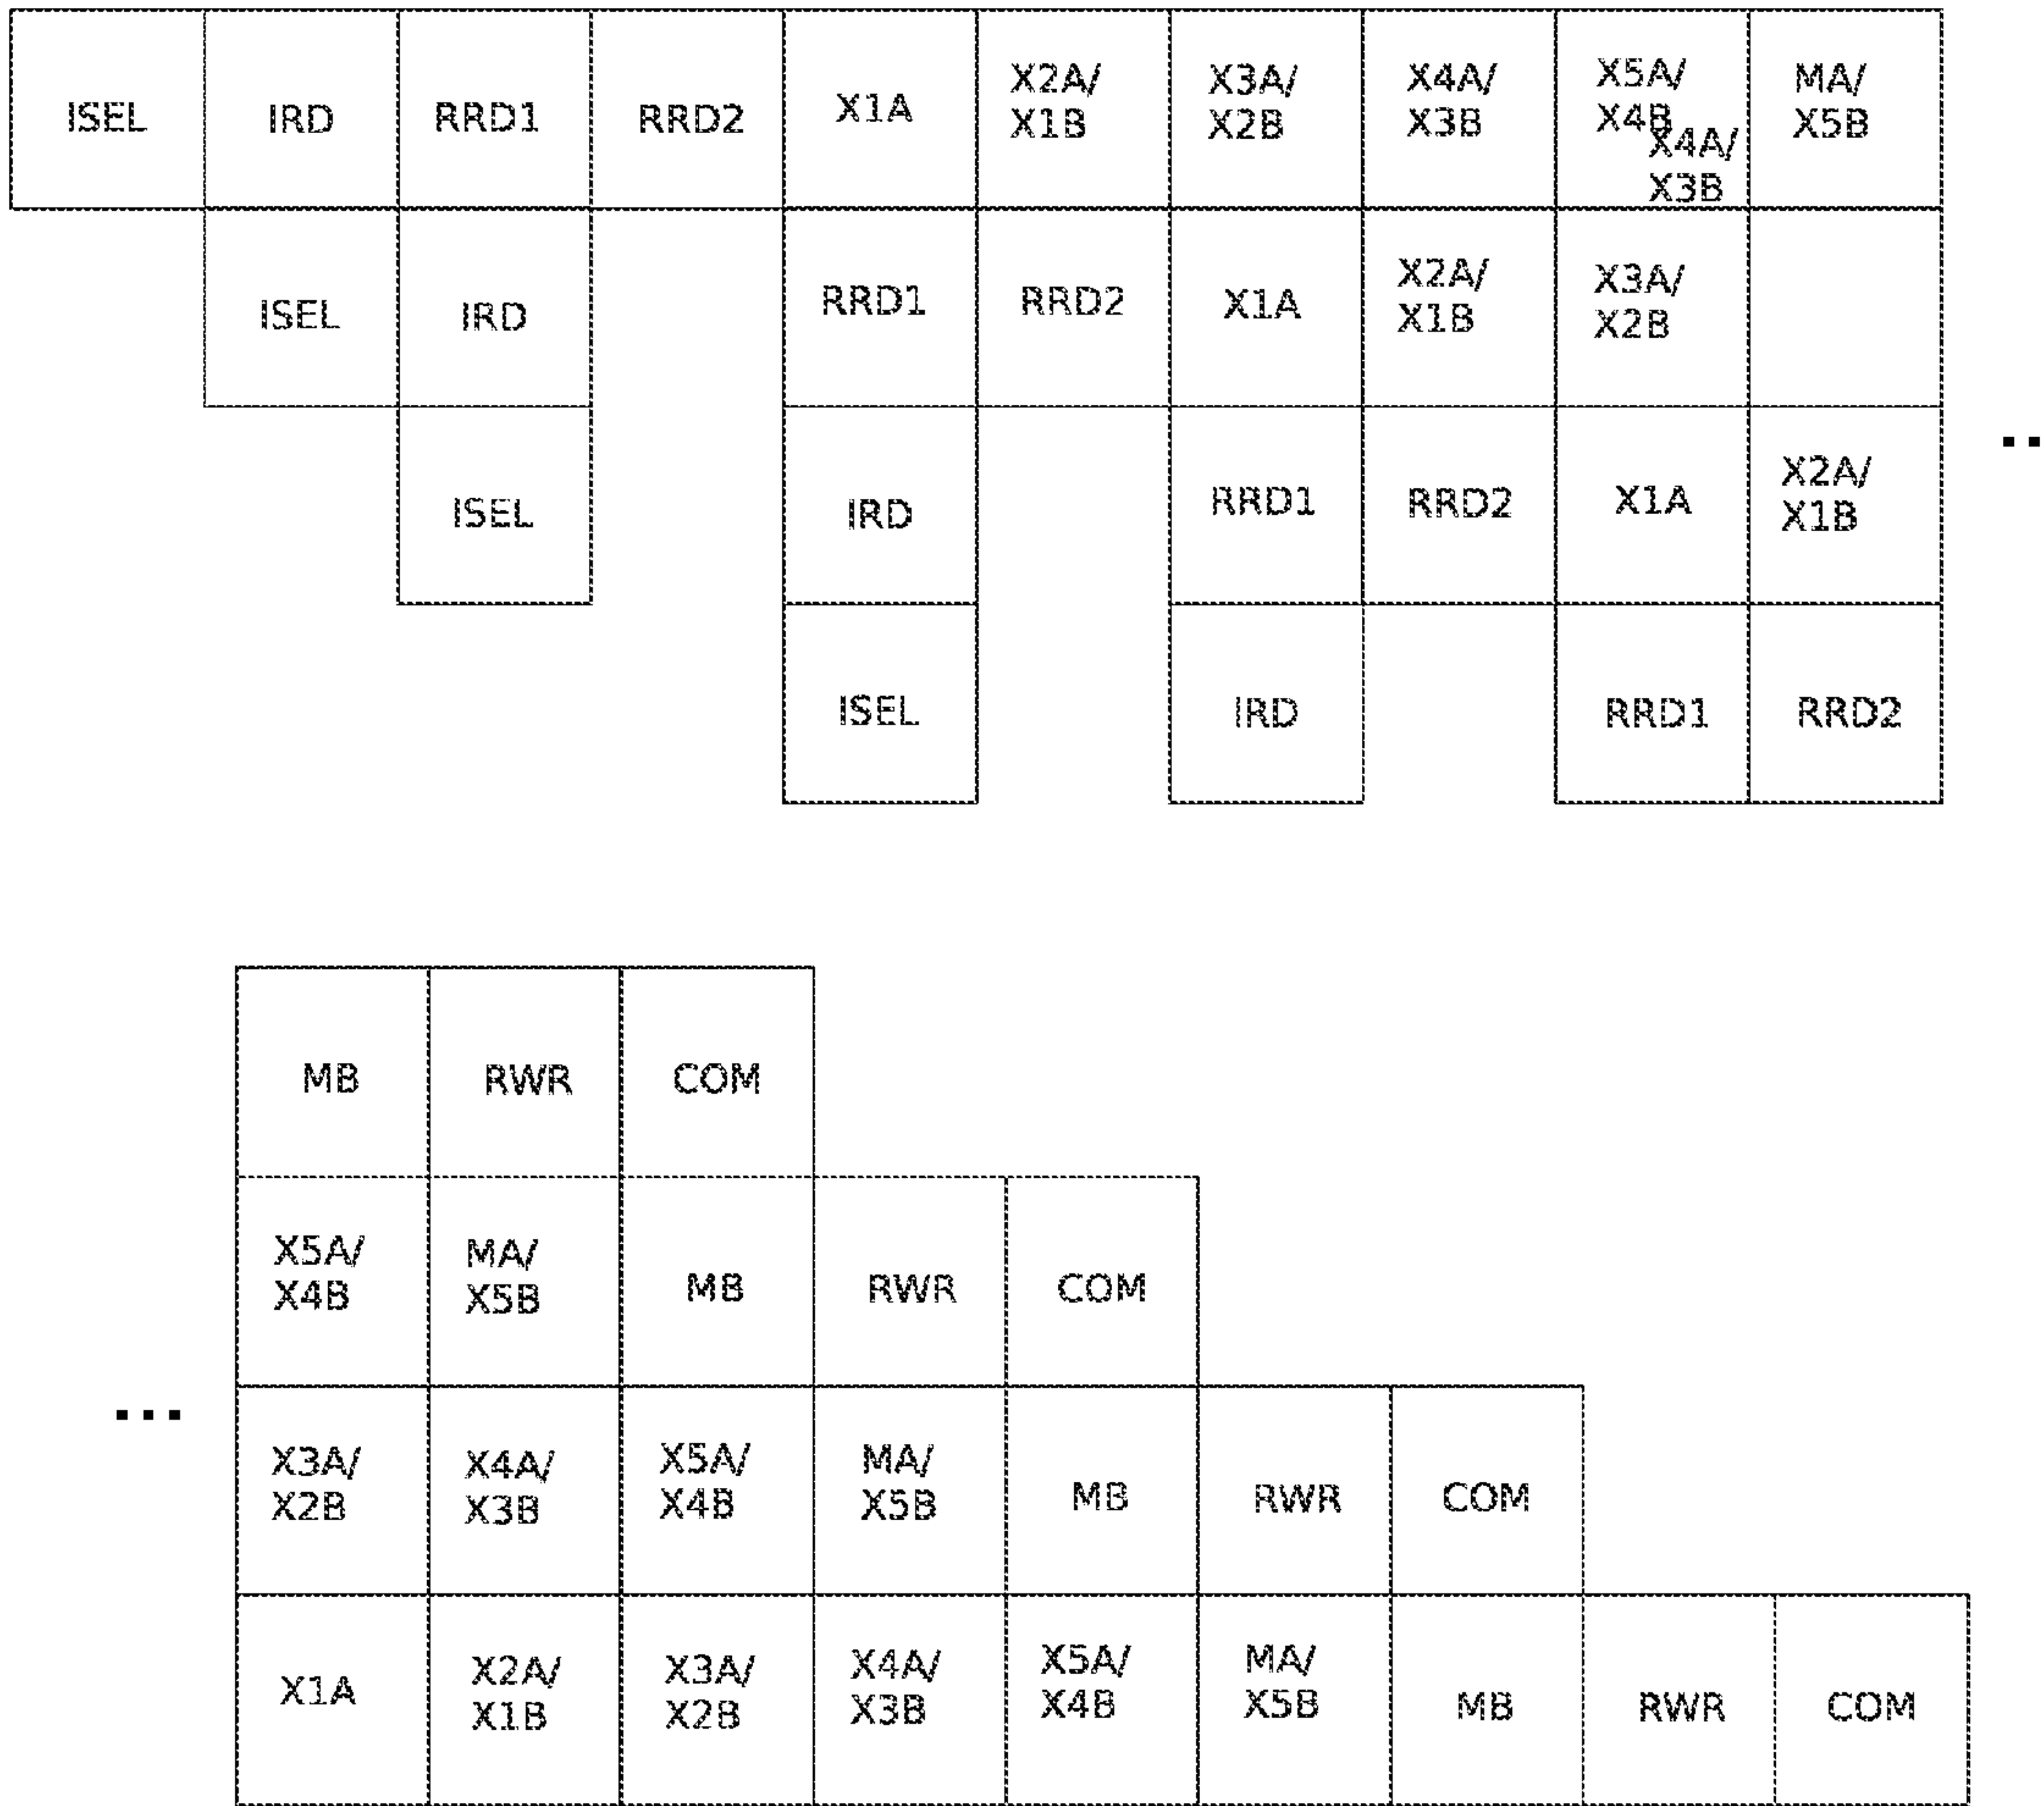 ISEL
IRD
RRD1
RRD2
X1A
X2A/
X1B
X3A/
X2B
X4A/
X3B
X5A/
X4B
X4A/
X3B
MA/
X5B
ISEL
IRD
RRD1
RRD2
X1A
X2A/
X1B
X3A/
X2B
ISEL
IRD
RRD1
RRD2
X1A
X2A/
X1B
..
ISEL
IRD
RRD1
RRD2
MB
RWR
COM
X5A/
X4B
MA/
X5B
MB
RWR
COM
...
X3A/
X2B
X4A/
X3B
X5A/
X4B
MA/
X5B
MB
RWR
COM
X1A
X2A/
X1B
X3A/
X2B
X4A/
X3B
X5A/
X4B
MA/
X5B
MB
RWR
COM